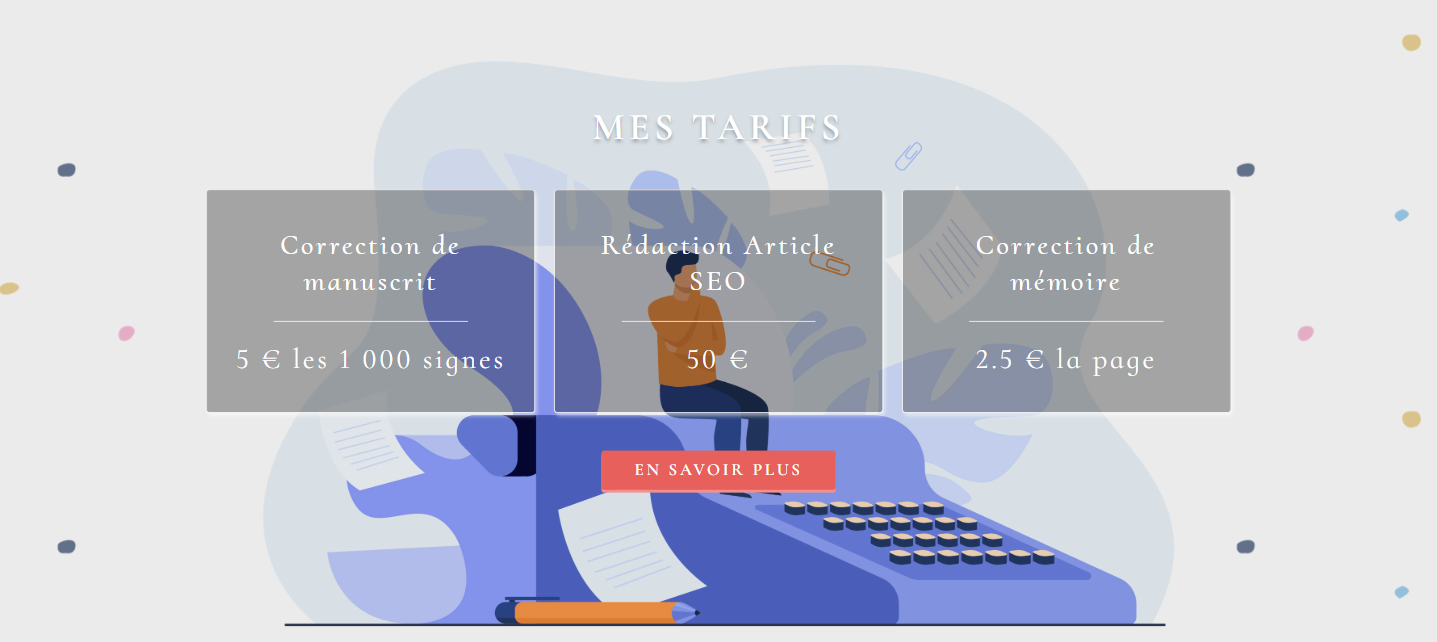 MES TARIFS
Correction de
manuscrit
5 € les 1 000 signes
Rédaction Article
SEO
50 €
Correction de
mémoire
2.5 € la page
EN SAVOIR PLUS